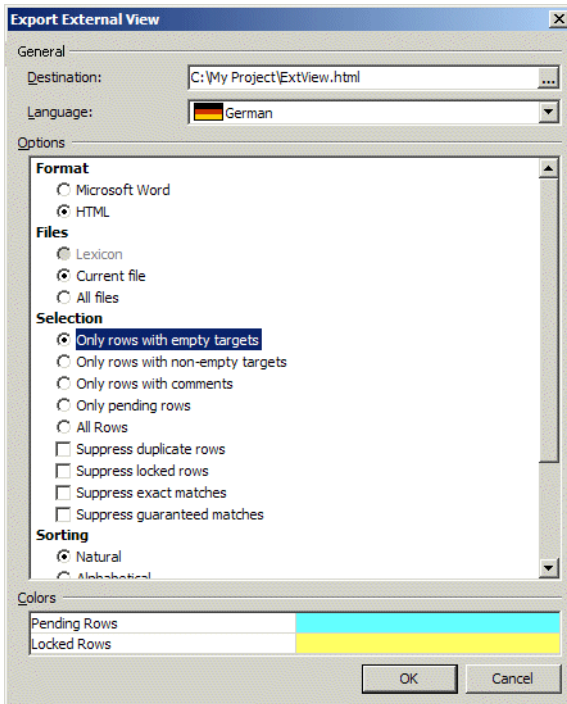 Export External View
General
Destination: C:\My Project\ExtView.html ...
Language: German
Options
Format
Microsoft Word
HTML
Files
Lexicon
Current file
All files
Selection
Only rows with empty targets
Only rows with non-empty targets
Only rows with comments
Only pending rows
All Rows
Suppress duplicate rows
Suppress locked rows
Suppress exact matches
Suppress guaranteed matches
Sorting
Natural
Alphabetical
Colors
Pending Rows
Locked Rows
OK Cancel